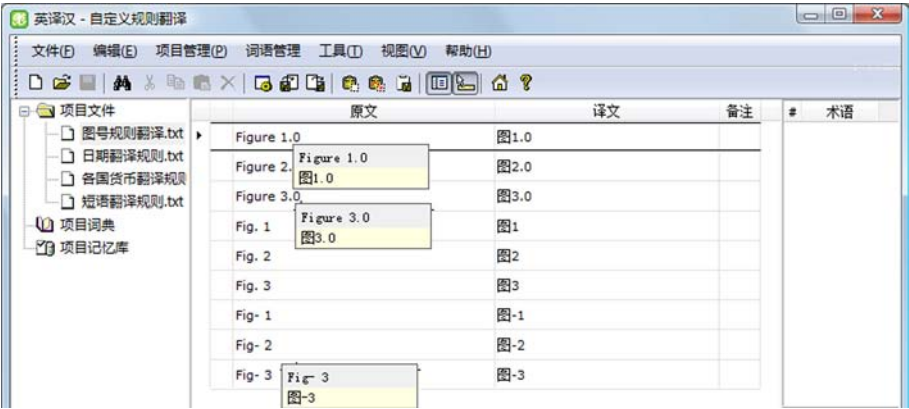 英译汉 - 自定义规则翻译
文件(F) 编辑(E) 项目管理(P) 词语管理 工具(T) 视图(V) 帮助(H)
项目文件
图号规则翻译.txt
日期翻译规则.txt
各国货币翻译规则
短语翻译规则.txt
项目词典
项目记忆库
原文 译文 备注 # 术语
Figure 1.0 图1.0
Figure 1.0
图1.0
Figure 2. 图2.0
Figure 3.0 图3.0
Figure 3.0
图3.0
Fig. 1 图1
Fig. 2 图2
Fig. 3 图3
Fig- 1 图-1
Fig- 2 图-2
Fig- 3 图-3
Fig- 3
图-3